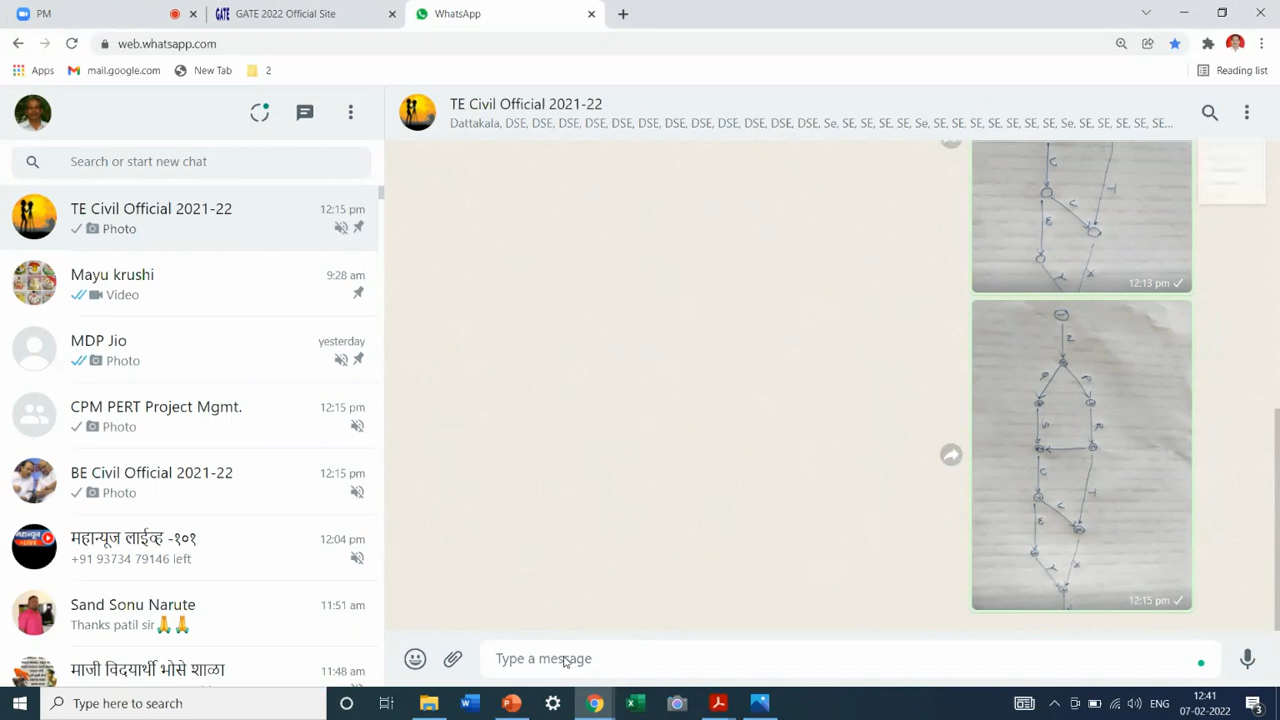 PM
GATE GATE 2022 Official Site
WhatsApp
web.whatsapp.com
Apps
mail.google.com
New Tab
2
Reading list
TE Civil Official 2021-22
Dattakala, DSE, DSE, DSE, DSE, DSE, DSE, DSE, DSE, DSE, DSE, DSE, DSE, DSE, Se, SE, SE, SE, SE, Se, SE, SE, SE, SE, Se, SE, SE, SE, SE...
Search or start new chat
TE Civil Official 2021-22
12:15 pm
Photo
Mayu krushi
9:28 am
Video
MDP Jio
yesterday
Photo
CPM PERT Project Mgmt.
12:15 pm
Photo
BE Civil Official 2021-22
12:15 pm
Photo
महान्यूज लाईव्ह -१०१
12:04 pm
+91 93734 79146 left
Sand Sonu Narute
11:51 am
Thanks patil sir
माजी विदयार्थी भोसे शाळा
11:48 am
12:13 pm
12:15 pm
Type a message
Type here to search
ENG
12:41
07-02-2022
3